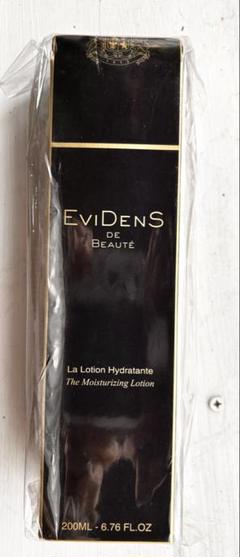 EviDenS
DE
BEAUTÉ
La Lotion Hydratante
The Moisturizing Lotion
200ML - 6.76 FL.OZ